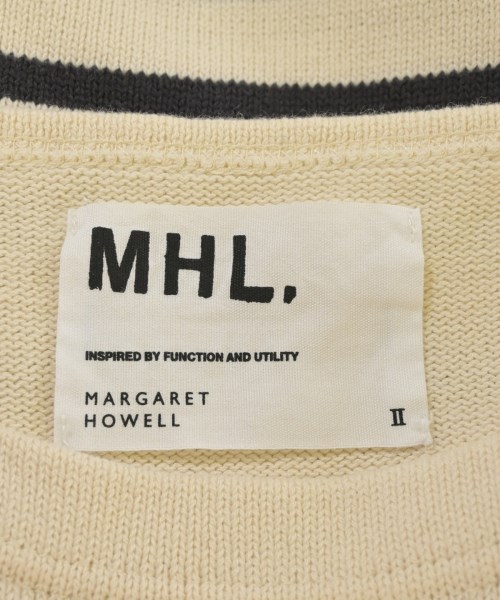 MHL.
INSPIRED BY FUNCTION AND UTILITY
MARGARET
HOWELL
II